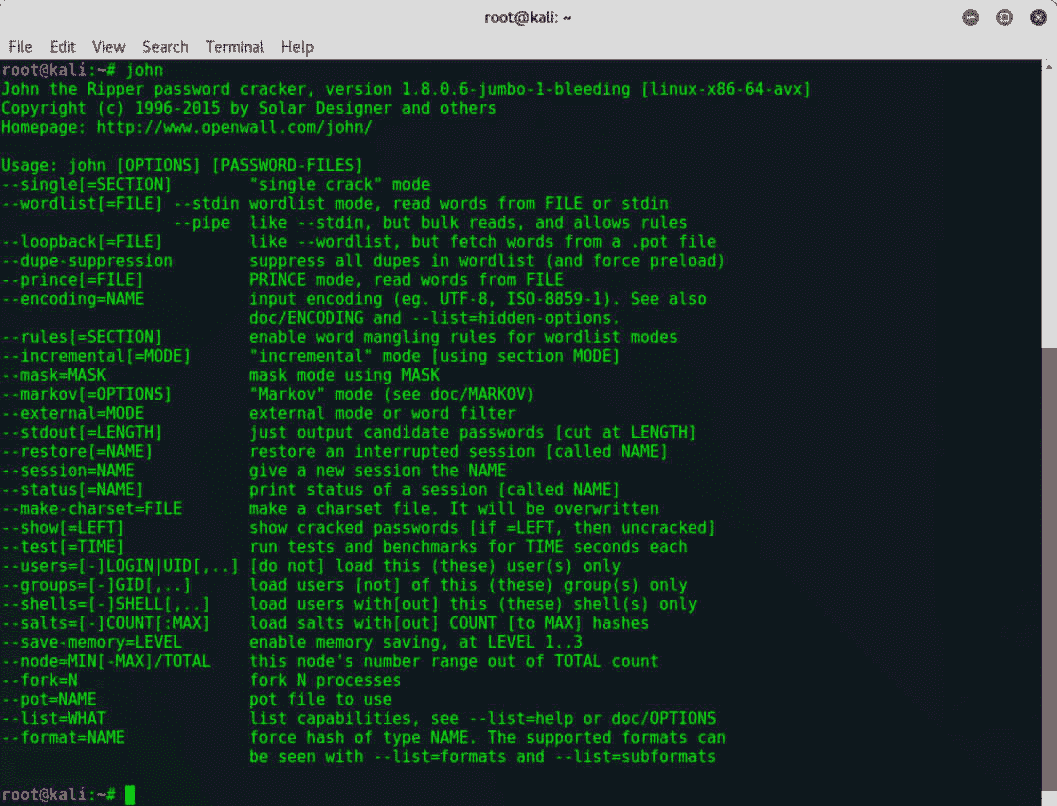 root@kali: ~
File Edit View Search Terminal Help
root@kali:~# john
John the Ripper password cracker, version 1.8.0.6-jumbo-1-bleeding [linux-x86-64-avx]
Copyright (c) 1996-2015 by Solar Designer and others
Homepage: http://www.openwall.com/john/
Usage: john [OPTIONS] [PASSWORD-FILES]
--single[=SECTION] "single crack" mode
--wordlist[=FILE] --stdin wordlist mode, read words from FILE or stdin
--pipe like --stdin, but bulk reads, and allows rules
--loopback[=FILE] like --wordlist, but fetch words from a .pot file
--dupe-suppression suppress all dupes in wordlist (and force preload)
--prince[=FILE] PRINCE mode, read words from FILE
--encoding=NAME input encoding (eg. UTF-8, ISO-8859-1). See also
doc/ENCODING and --list=hidden-options.
--rules[=SECTION] enable word mangling rules for wordlist modes
--incremental[=MODE] "incremental" mode [using section MODE]
--mask=MASK mask mode using MASK
--markov[=OPTIONS] "Markov" mode (see doc/MARKOV)
--external=MODE external mode or word filter
--stdout[=LENGTH] just output candidate passwords [cut at LENGTH]
--restore[=NAME] restore an interrupted session [called NAME]
--session=NAME give a new session the NAME
--status[=NAME] print status of a session [called NAME]
--make-charset=FILE make a charset file. It will be overwritten
--show[=LEFT] show cracked passwords [if =LEFT, then uncracked]
--test[=TIME] run tests and benchmarks for TIME seconds each
--users=[-]LOGIN|UID[,..] [do not] load this (these) user(s) only
--groups=[-]GID[,..] load users [not] of this (these) group(s) only
--shells=[-]SHELL[,..] load users with[out] this (these) shell(s) only
--salts=[-]COUNT[:MAX] load salts with[out] COUNT [to MAX] hashes
--save-memory=LEVEL enable memory saving, at LEVEL 1..3
--node=MIN[-MAX]/TOTAL this node's number range out of TOTAL count
--fork=N fork N processes
--pot=NAME pot file to use
--list=WHAT list capabilities, see --list=help or doc/OPTIONS
--format=NAME force hash of type NAME. The supported formats can
be seen with --list=formats and --list=subformats
root@kali:~#